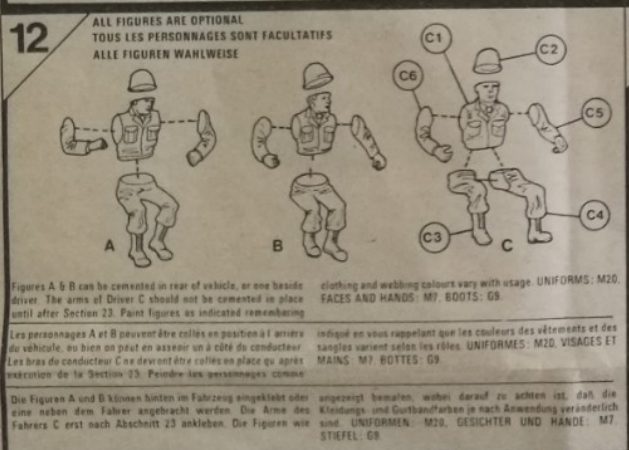 12
ALL FIGURES ARE OPTIONAL
TOUS LES PERSONNAGES SONT FACULTATIFS
ALLE FIGUREN WAHLWEISE
C1
C2
C6
C5
C3
C4
A
B
C
Figures A & B can be cemented in rear of vehicle, or one beside
driver. The arms of Driver C should not be cemented in place
until after Section 23. Paint figures as indicated remembering
clothing and webbing colours vary with usage. UNIFORMS: M20,
FACES AND HANDS: M7. BOOTS: G9.
Les personnages A et B peuvent être collés en position à l'arrière
du véhicule, ou bien on peut en asseoir un à côté du conducteur.
Les bras du conducteur C ne devront être collés en place qu'après
exécution de la Section 23. Peindre les personnages comme
indiqué en vous rappelant que les couleurs des vêtements et des
sangles varient selon les rôles. UNIFORMES: M20, VISAGES ET
MAINS: M7. BOTTES: G9.
Die Figuren A und B können hinten im Fahrzeug eingeklebt oder
eine neben dem Fahrer angebracht werden. Die Arme des
Fahrers C erst nach Abschnitt 23 ankleben. Die Figuren wie
angezeigt bemalen, wobei darauf zu achten ist, daß die
Kleidungs- und Gurtbandfarben je nach Anwendung veränderlich
sind. UNIFORMEN: M20, GESICHTER UND HANDE: M7.
STIEFEL: G9.